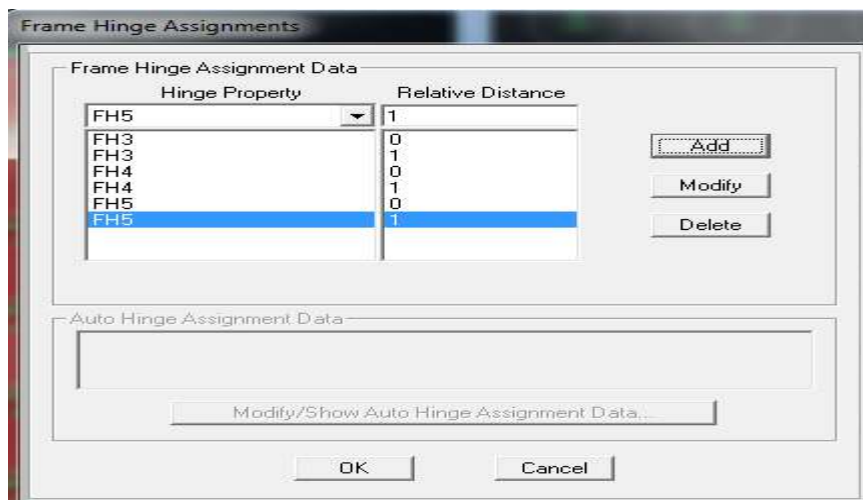 Frame Hinge Assignments
Frame Hinge Assignment Data
Hinge Property Relative Distance
FH5 1
FH3 0
FH3 1
FH4 0
FH4 1
FH5 0
FH5 1
Add
Modify
Delete
Auto Hinge Assignment Data
Modify/Show Auto Hinge Assignment Data...
OK Cancel